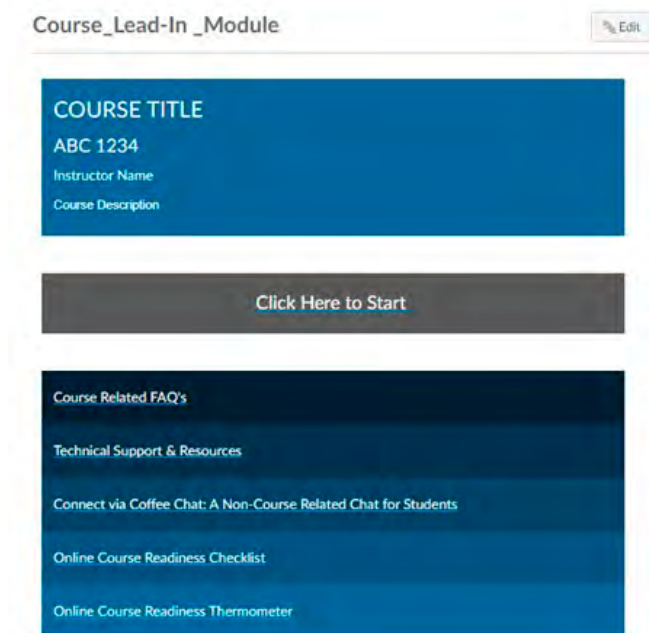 Course_Lead-In _Module
Edit
COURSE TITLE
ABC 1234
Instructor Name
Course Description
Click Here to Start
Course Related FAQ's
Technical Support & Resources
Connect via Coffee Chat: A Non-Course Related Chat for Students
Online Course Readiness Checklist
Online Course Readiness Thermometer